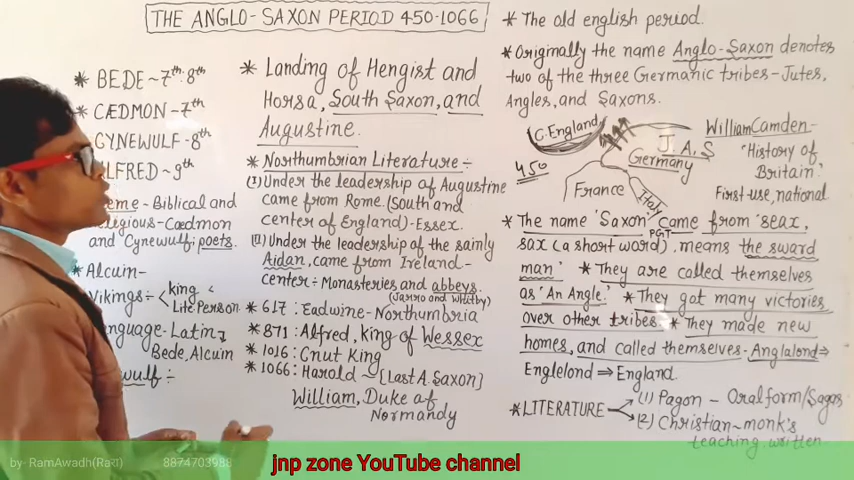 THE ANGLO-SAXON PERIOD 450-1066
* BEDE ~ 7th-8th
* CÆDMON - 7th
CYNEWULF - 8th
ALFRED ~ 9th
eme - Biblical and
eligious - Cædmon
and Cynewulf: poets.
* Alcuin-
Vikings: < king
Lit. Person
nguage - Latin
Bede, Alcuin
wulf :-
* Landing of Hengist and
Horsa, South Saxon, and
Augustine.
* Northumbrian Literature :-
(I) Under the leadership of Augustine
came from Rome (South and
center of England) - Essex.
(II) Under the leadership of the sainly
Aidan, came from Ireland-
center: Monasteries and abbeys.
(Jarro and Whitby)
* 617: Eadwine - Northumbria
* 871: Alfred, King of Wessex
* 1016: Cnut King
* 1066: Harold - [Last A. Saxon]
William, Duke of
Normandy
* The old english period.
* Originally the name Anglo-Saxon denotes
two of the three Germanic tribes - Jutes,
Angles, and Saxons.
C. England
450
J. A, S
Germany
France
Italy
William Camden-
'History of
Britain'
First use, national
* The name 'Saxon' came from 'seax,
sax (a short word), means the sward
man' * They are called themselves
as 'An Angle.' * They got many victories
over other tribes. * They made new
homes, and called themselves - Anglalond ⇒
Englelond ⇒ England.
* LITERATURE
(1) Pagon - Oral form/Sagas
(2) Christian ~ monk's
teaching. written
by- RamAwadh(
8874703988
jnp zone YouTube channel